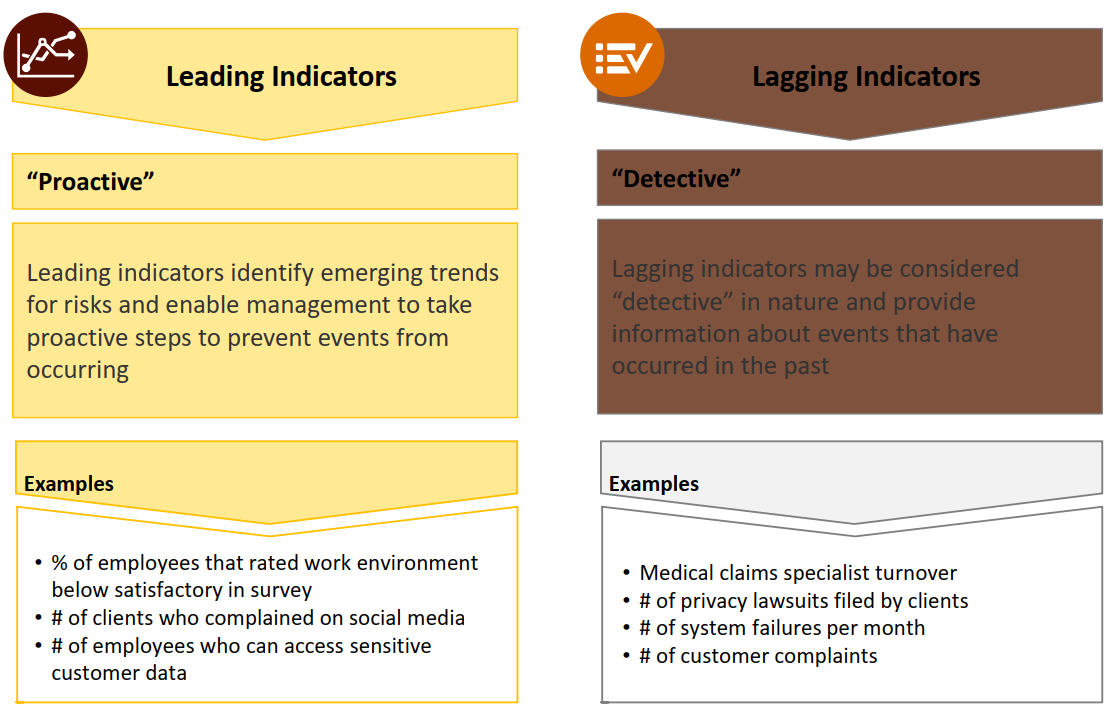 Leading Indicators
“Proactive”
Leading indicators identify emerging trends
for risks and enable management to take
proactive steps to prevent events from
occurring
Examples
• % of employees that rated work environment
below satisfactory in survey
• # of clients who complained on social media
• # of employees who can access sensitive
customer data
Lagging Indicators
“Detective”
Lagging indicators may be considered
“detective” in nature and provide
information about events that have
occurred in the past
Examples
• Medical claims specialist turnover
• # of privacy lawsuits filed by clients
• # of system failures per month
• # of customer complaints